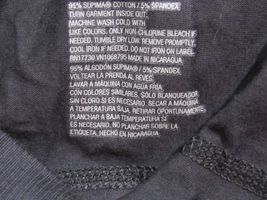 95% SUPIMA® COTTON / 5% SPANDEX
TURN GARMENT INSIDE OUT.
MACHINE WASH COLD WITH
LIKE COLORS. ONLY NON-CHLORINE BLEACH IF
NEEDED. TUMBLE DRY LOW. REMOVE PROMPTLY.
COOL IRON IF NEEDED. DO NOT IRON ON LABEL.
RN17730 WN1068795 MADE IN NICARAGUA.
95% ALGODÓN SUPIMA® / 5% SPANDEX
VOLTEAR LA PRENDA AL REVÉS.
LAVAR A MÁQUINA CON AGUA FRÍA
CON COLORES SIMILARES. SÓLO BLANQUEADOR
SIN CLORO SI ES NECESARIO. SECAR A MÁQUINA
A TEMPERATURA BAJA. RETIRAR OPORTUNAMENTE.
PLANCHAR A BAJA TEMPERATURA SI
ES NECESARIO. NO PLANCHAR SOBRE LA
ETIQUETA. HECHO EN NICARAGUA.